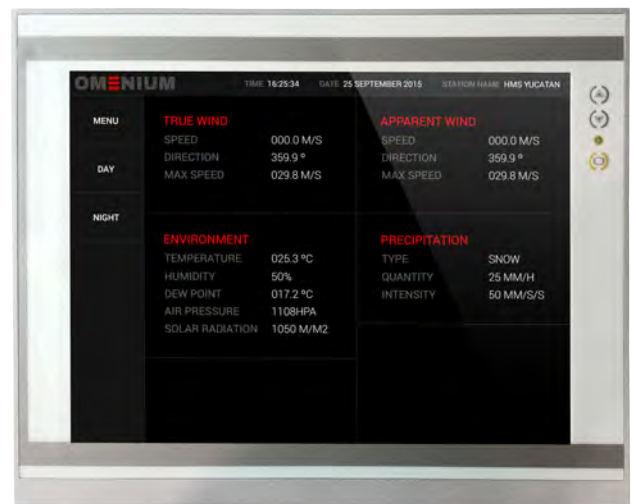 OMENIUM TIME 16:25:34 DATE 25 SEPTEMBER 2015 STATION NAME HMS YUCATAN
MENU
DAY
NIGHT
TRUE WIND
SPEED 000.0 M/S
DIRECTION 359.9 º
MAX SPEED 029.8 M/S
APPARENT WIND
SPEED 000.0 M/S
DIRECTION 359.9 º
MAX SPEED 029.8 M/S
ENVIRONMENT
TEMPERATURE 025.3 ºC
HUMIDITY 50%
DEW POINT 017.2 ºC
AIR PRESSURE 1108HPA
SOLAR RADIATION 1050 M/M2
PRECIPITATION
TYPE SNOW
QUANTITY 25 MM/H
INTENSITY 50 MM/S/S